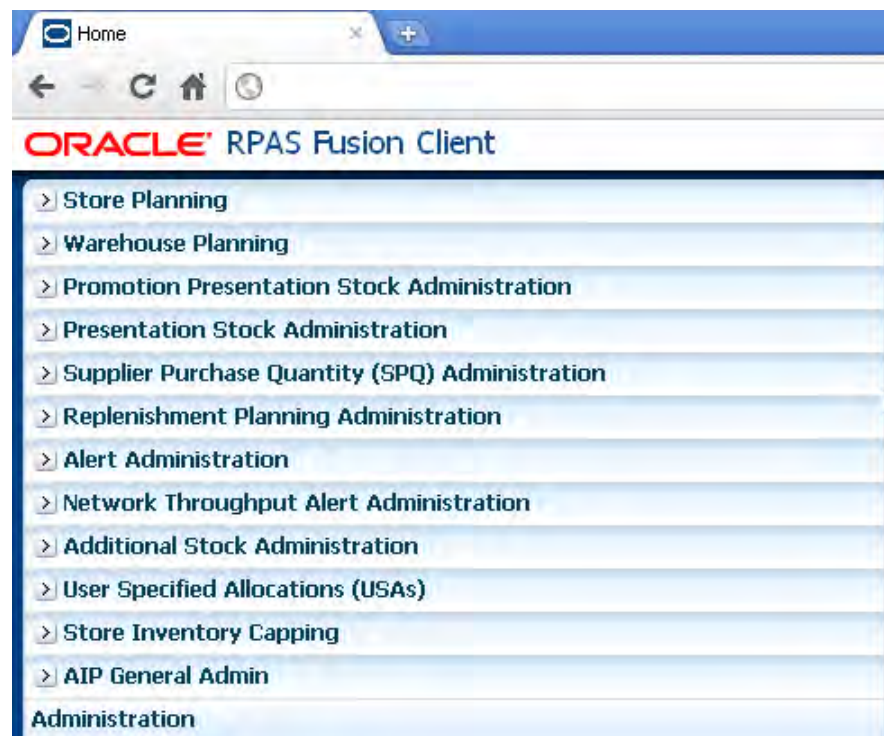 Home
ORACLE RPAS Fusion Client
Store Planning
Warehouse Planning
Promotion Presentation Stock Administration
Presentation Stock Administration
Supplier Purchase Quantity (SPQ) Administration
Replenishment Planning Administration
Alert Administration
Network Throughput Alert Administration
Additional Stock Administration
User Specified Allocations (USAs)
Store Inventory Capping
AIP General Admin
Administration